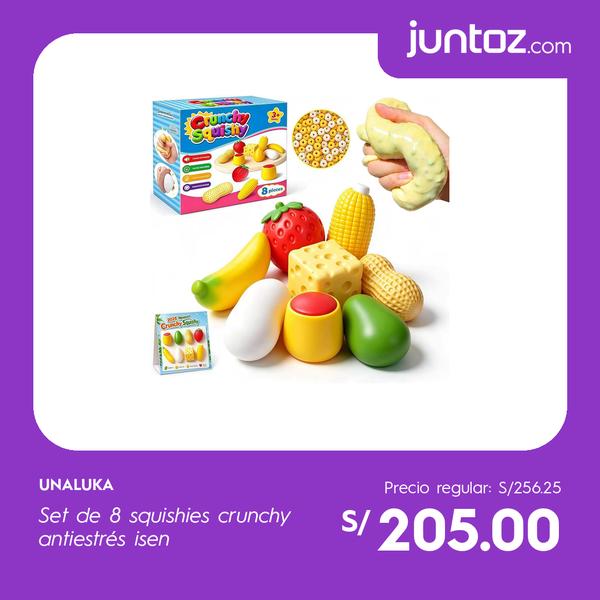 juntoz.com
Crunchy
Squishy
3+
8 pieces
Crunchy Squishy
UNALUKA
Set de 8 squishies crunchy
antiestrés isen
Precio regular: S/256.25
S/ 205.00